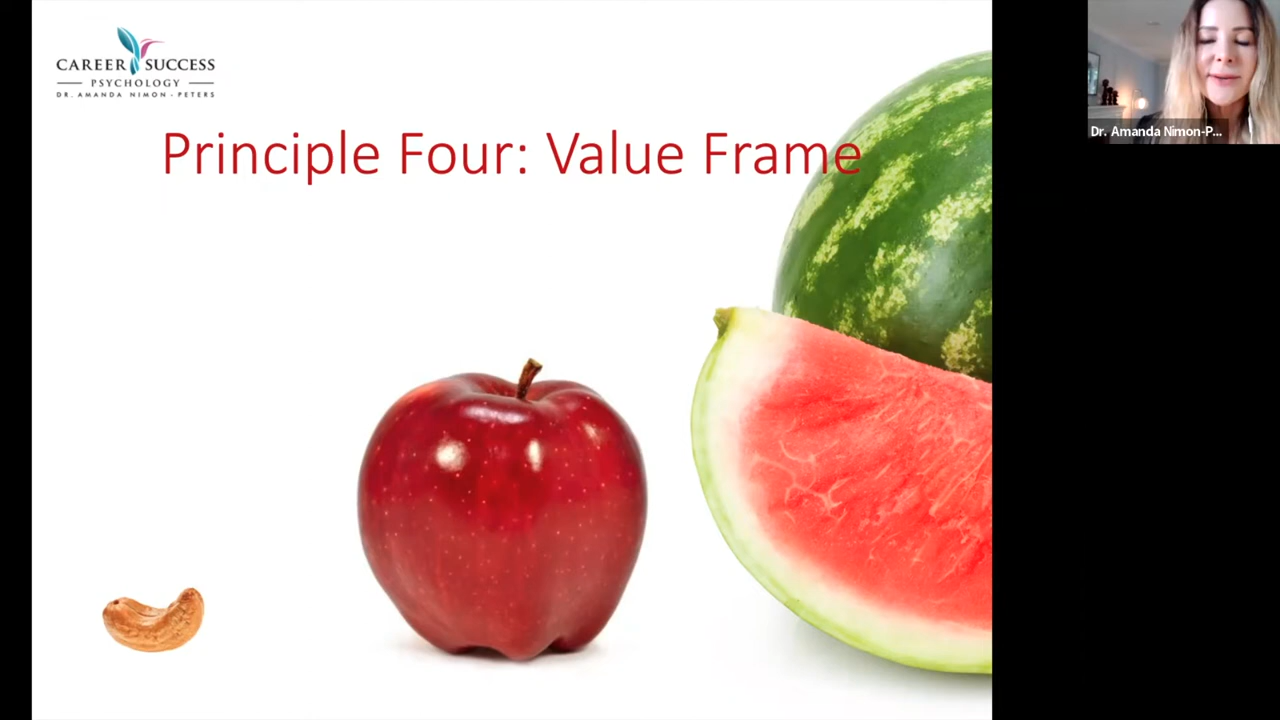 CAREER SUCCESS
PSYCHOLOGY
DR. AMANDA NIMON - PETERS
Principle Four: Value Frame
Dr. Amanda Nimon-P...